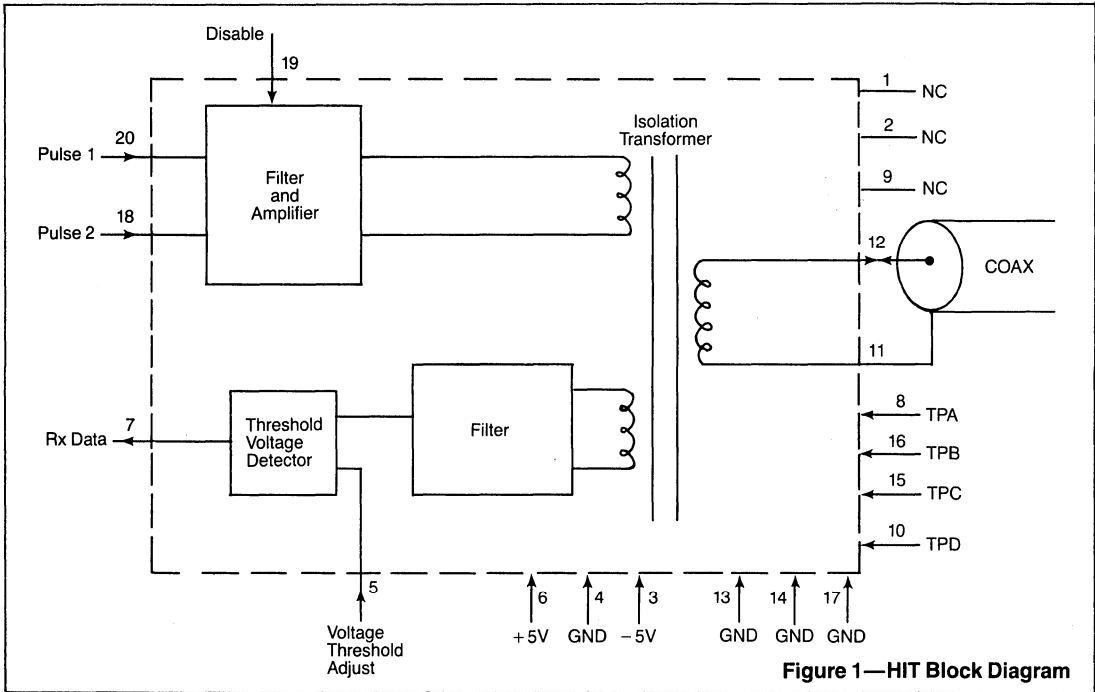 Disable
19
1
NC
Isolation
Transformer
2
NC
20
Pulse 1
Filter
and
Amplifier
9
NC
18
Pulse 2
12
COAX
11
8
TPA
7
Rx Data
Threshold
Voltage
Detector
Filter
16
TPB
15
TPC
10
TPD
5
6
4
3
13
14
17
Voltage
Threshold
Adjust
+5V
GND
−5V
GND
GND
GND
Figure 1—HIT Block Diagram